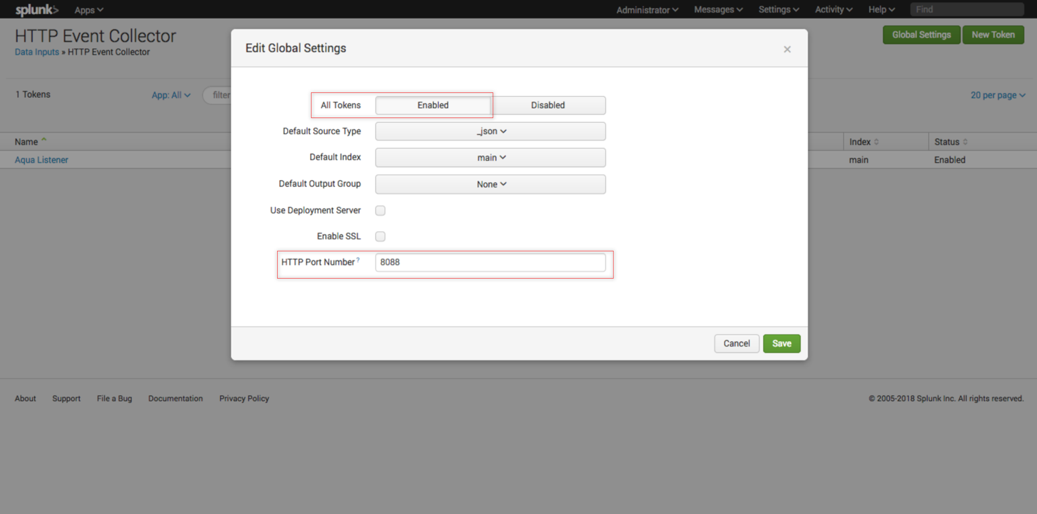 splunk> Apps Administrator Messages Settings Activity Help Find
HTTP Event Collector
Data Inputs » HTTP Event Collector
Global Settings New Token
Edit Global Settings ×
1 Tokens App: All filter 20 per page
All Tokens Enabled Disabled
Default Source Type _json
Default Index main
Default Output Group None
Use Deployment Server
Enable SSL
HTTP Port Number ? 8088
Name Index Status
Aqua Listener main Enabled
Cancel Save
About Support File a Bug Documentation Privacy Policy © 2005-2018 Splunk Inc. All rights reserved.